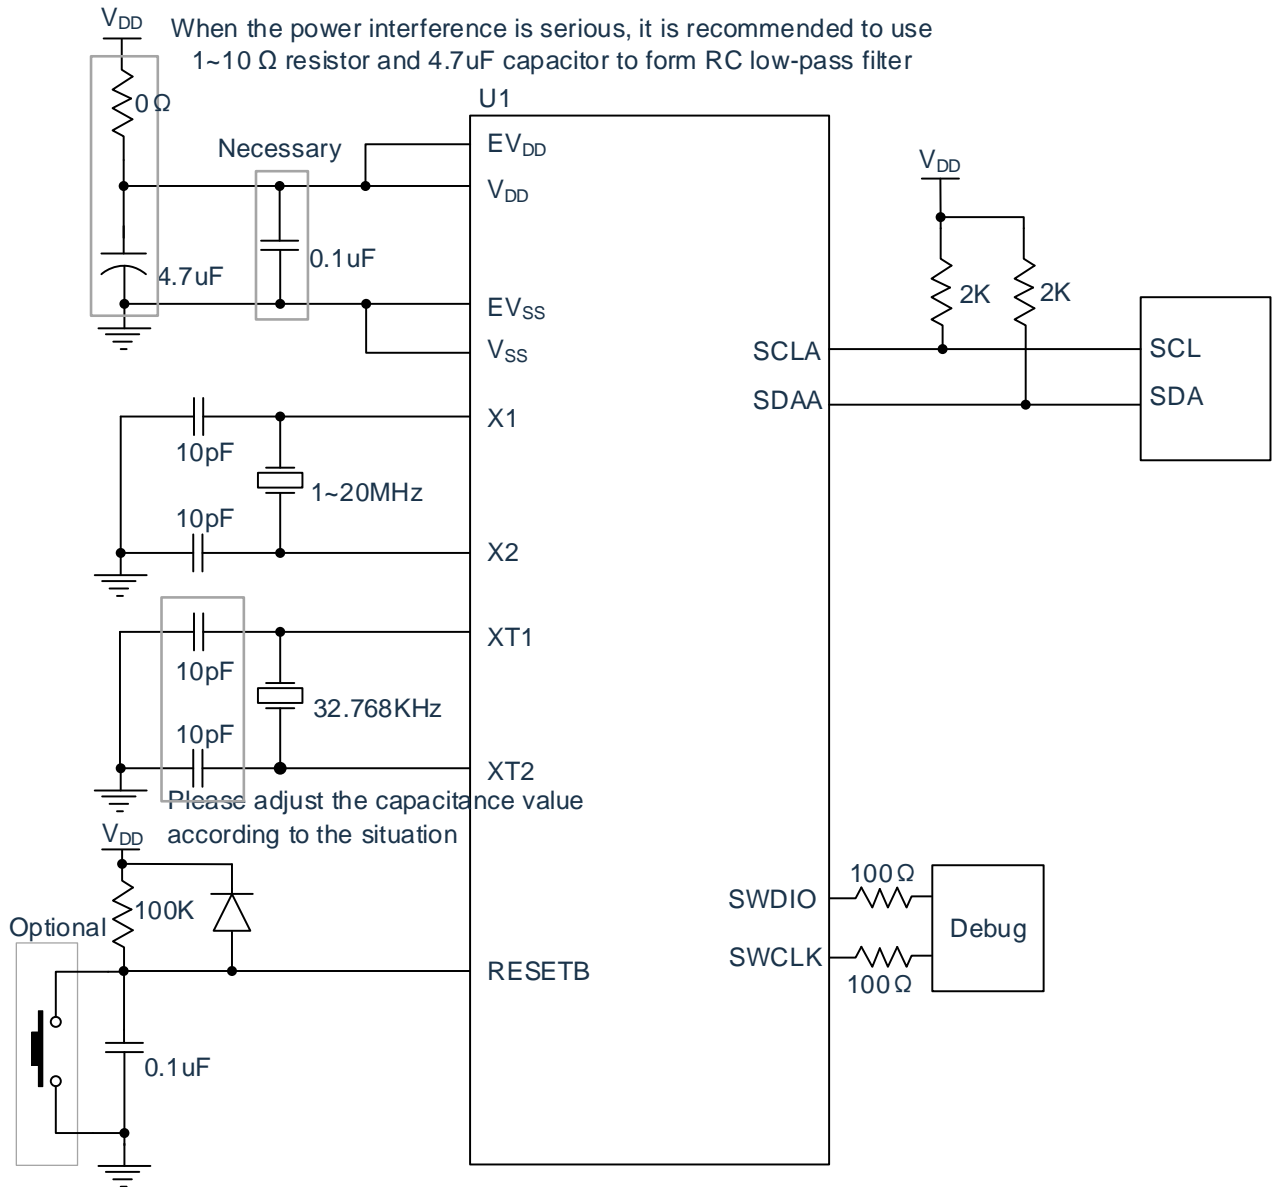 VDD
When the power interference is serious, it is recommended to use
1~10 Ω resistor and 4.7uF capacitor to form RC low-pass filter
0Ω
4.7uF
Necessary
0.1uF
U1
EVDD
VDD
EVSS
VSS
X1
X2
XT1
XT2
RESETB
SCLA
SDAA
SWDIO
SWCLK
VDD
2K
2K
SCL
SDA
10pF
1~20MHz
10pF
10pF
32.768KHz
10pF
Please adjust the capacitance value
according to the situation
VDD
100K
Optional
0.1uF
100Ω
Debug
100Ω